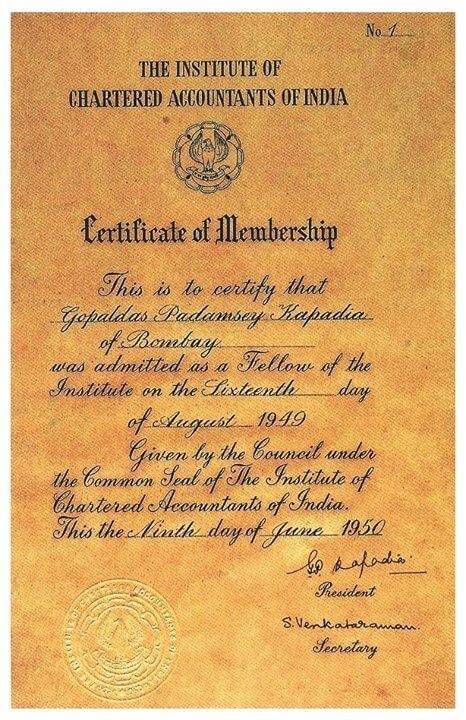 No 1
THE INSTITUTE OF
CHARTERED ACCOUNTANTS OF INDIA
Certificate of Membership
This is to certify that
Gopaldas Padamsey Kapadia
of Bombay
was admitted as a Fellow of the
Institute on the Sixteenth day
of August 1949
Given by the Council under
the Common Seal of The Institute of
Chartered Accountants of India.
This the Ninth day of June 1950
G.P. Kapadia
President
S. Venkataraman.
Secretary